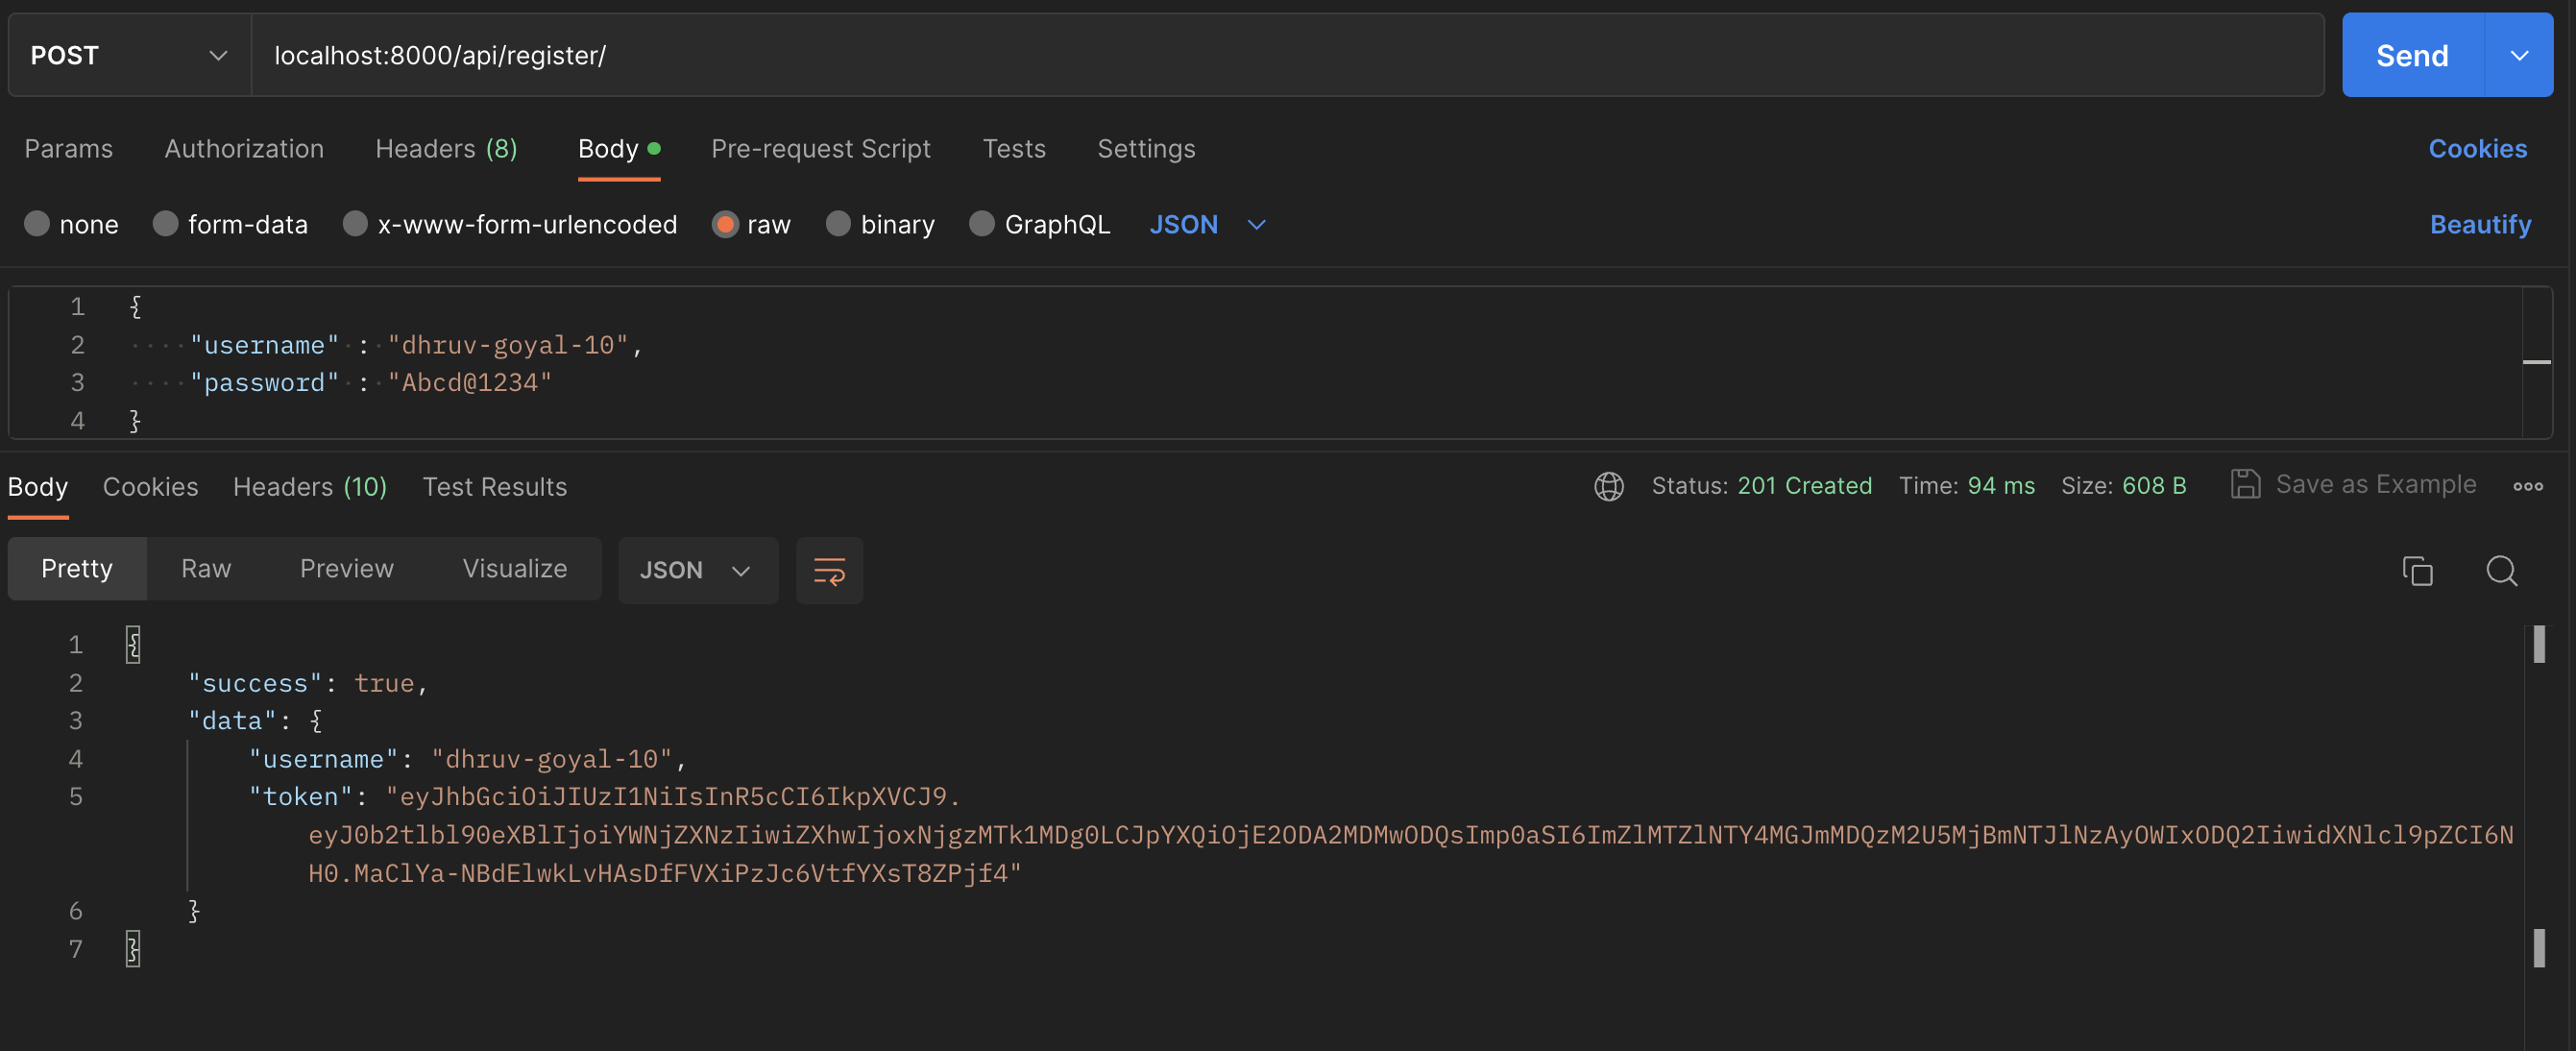 POST localhost:8000/api/register/ Send
Params Authorization Headers (8) Body Pre-request Script Tests Settings Cookies
none form-data x-www-form-urlencoded raw binary GraphQL JSON Beautify
1 {
2 "username" : "dhruv-goyal-10",
3 "password" : "Abcd@1234"
4 }
Body Cookies Headers (10) Test Results Status: 201 Created Time: 94 ms Size: 608 B Save as Example
Pretty Raw Preview Visualize JSON
1 {
2 "success": true,
3 "data": {
4 "username": "dhruv-goyal-10",
5 "token": "eyJhbGciOiJIUzI1NiIsInR5cCI6IkpXVCJ9.
eyJ0b2tlbl90eXBlIjoiYWNjZXNzIiwiZXhwIjoxNjgzMTk1MDg0LCJpYXQiOjE2ODA2MDMwODQsImp0aSI6ImZlMTZlNTY4MGJmMDQzM2U5MjBmNTJlNzAyOWIxODQ2IiwidXNlcl9pZCI6N
H0.MaClYa-NBdElwkLvHAsDfFVXiPzJc6VtfYXsT8ZPjf4"
6 }
7 }